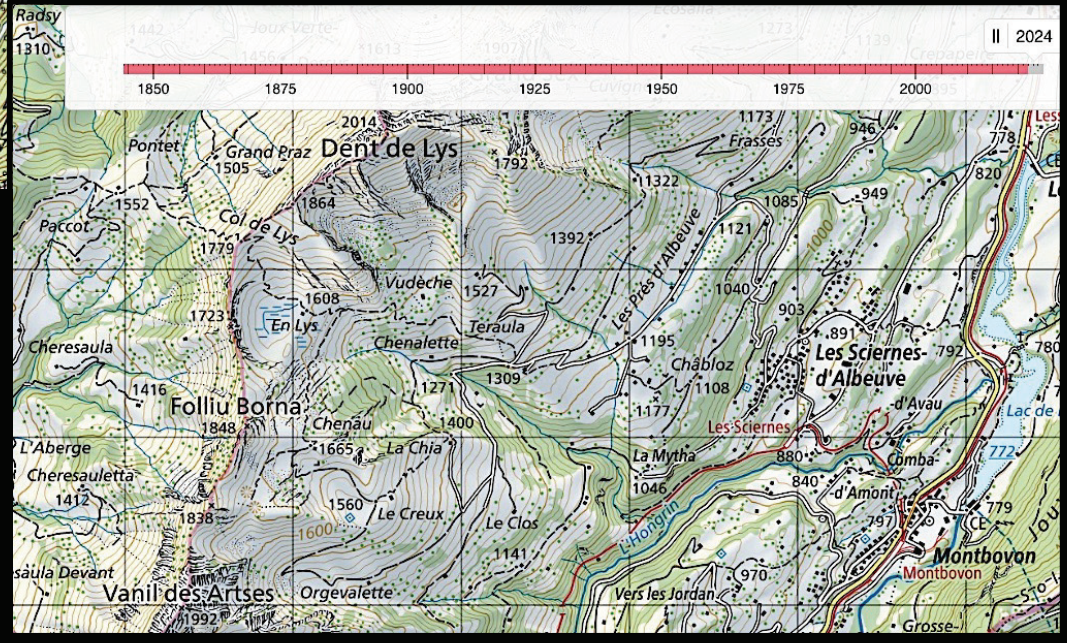 Radsy
1310
1442
Joux-Verte
1456
1613
1907
1273
1139
2024
1850
1875
1900
1925
1950
1975
2000
2014
Dent de Lys
1792
1173
Frasses
946
778
Less
Pontet
Grand Praz
1505
1552
1864
Col de Lys
11322
1085
949
820
Paccot
1779
1392
Les Prés d'Albeuve
1121
1000
Vudèche
1527
1040
1608
1723
En Lys
Teraula
903
891
Cheresaula
Chenalette
1195
792
780
Les Sciernes-
d'Albeuve
1416
1271
1309
Châbloz
1108
Folliu Borna
1848
Chenau
1400
1177
-d'Avau
Lac de
Les Sciernes
L'Aberge
1665
La Chia
La Mytha
880
Comba-
772
Cheresauletta
1412
1046
840
-d'Amont
1560
Le Creux
1838
1600
Le Clos
L'Hongrin
797
779
CE
1141
Montbovon
Montbovon
saula Devant
970
Vanil des Artses
1992
Orgevalette
Vers les Jordan
Grosse-